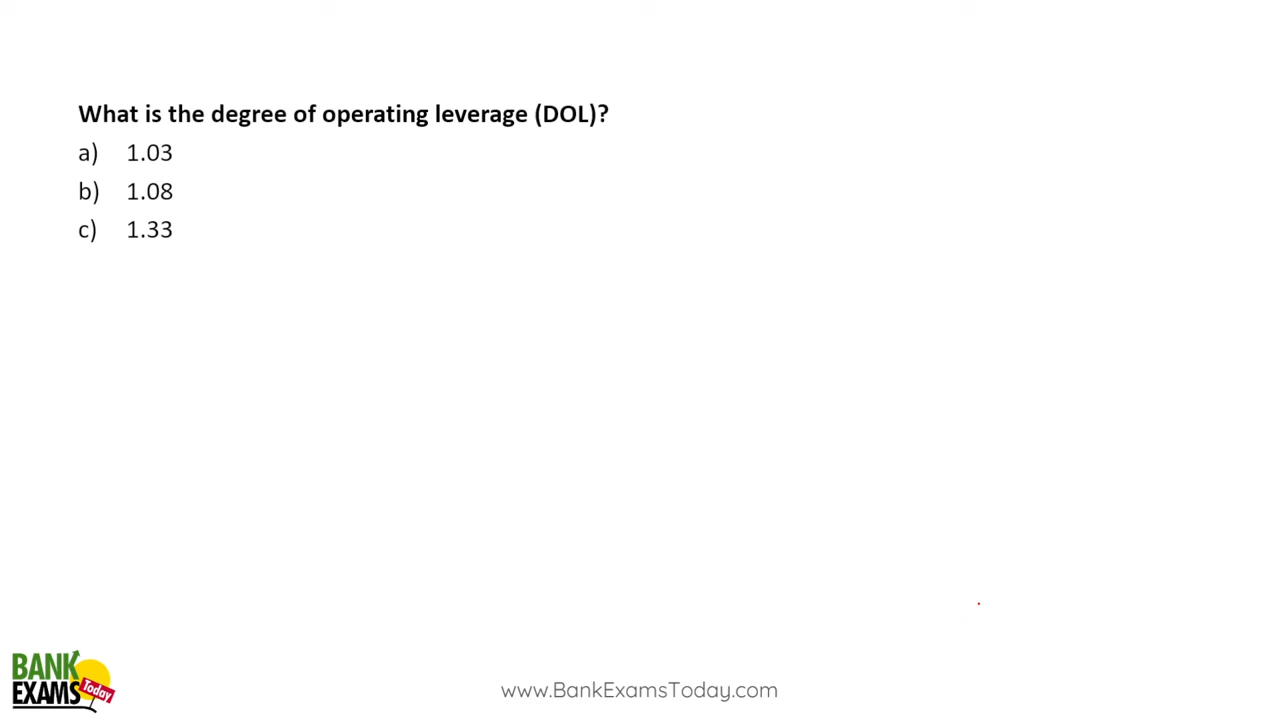 What is the degree of operating leverage (DOL)?
a) 1.03
b) 1.08
c) 1.33
BANK
EXAMS
Today
www.BankExamsToday.com